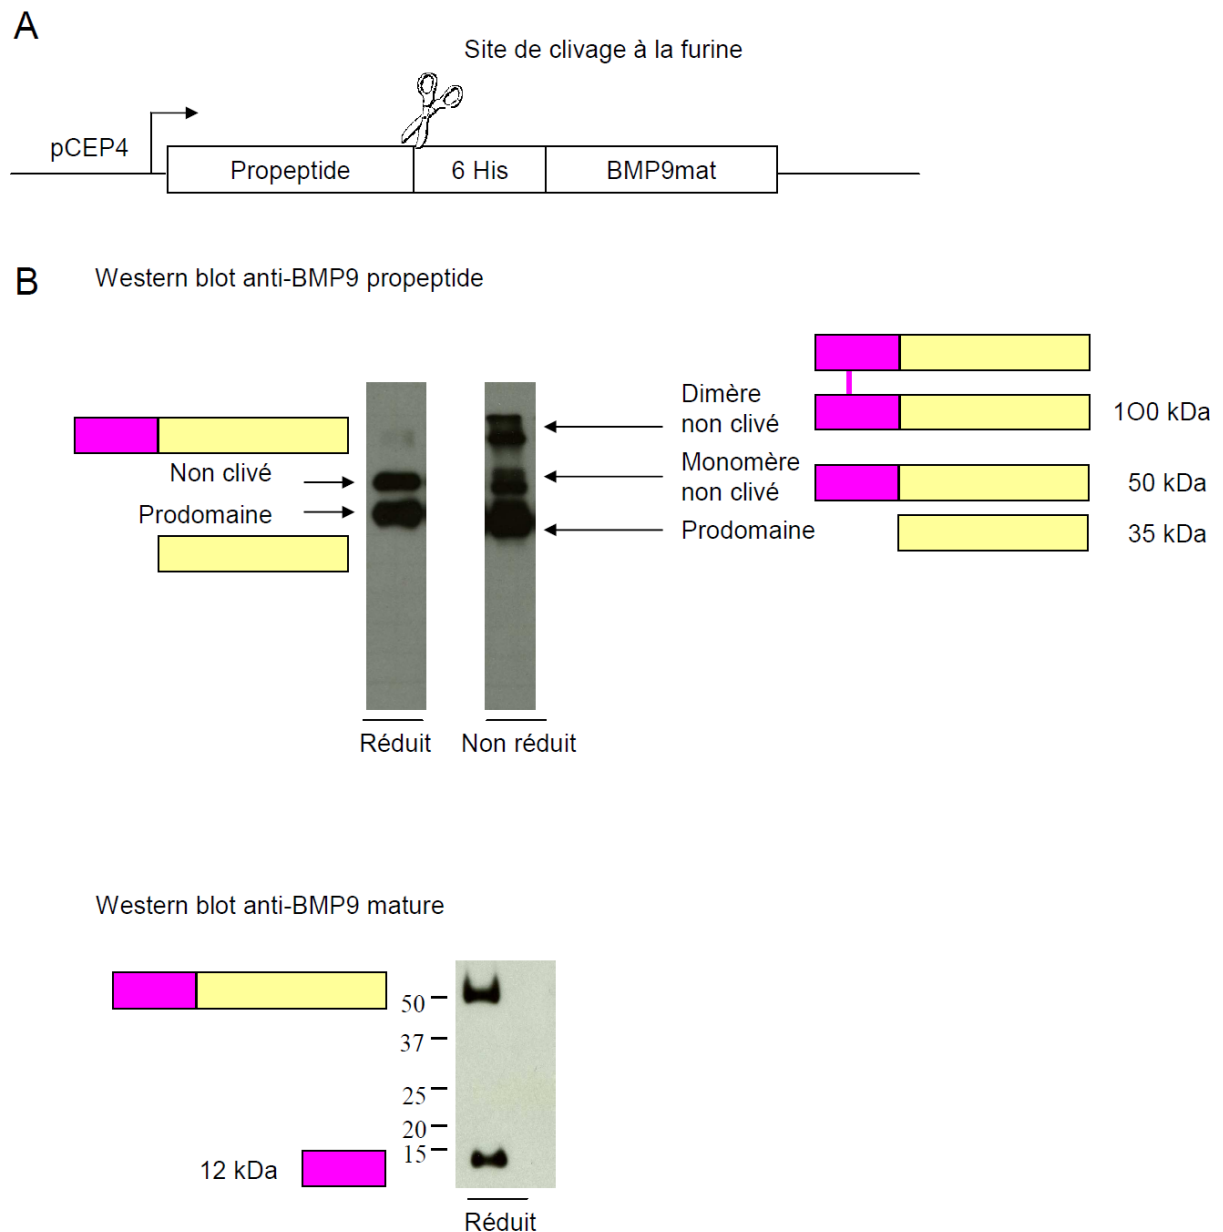 A
Site de clivage à la furine
pCEP4
Propeptide
6 His
BMP9mat
B
Western blot anti-BMP9 propeptide
Non clivé
Prodomaine
Dimère
non clivé
Monomère
non clivé
Prodomaine
1O0 kDa
50 kDa
35 kDa
Réduit
Non réduit
Western blot anti-BMP9 mature
50
37
25
20
15
12 kDa
Réduit